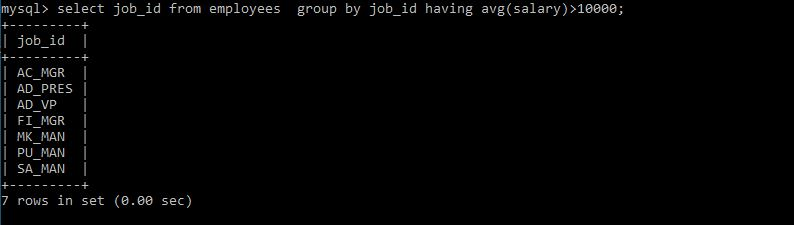 mysql> select job_id from employees  group by job_id having avg(salary)>10000;
+---------+
| job_id  |
+---------+
| AC_MGR  |
| AD_PRES |
| AD_VP   |
| FI_MGR  |
| MK_MAN  |
| PU_MAN  |
| SA_MAN  |
+---------+
7 rows in set (0.00 sec)